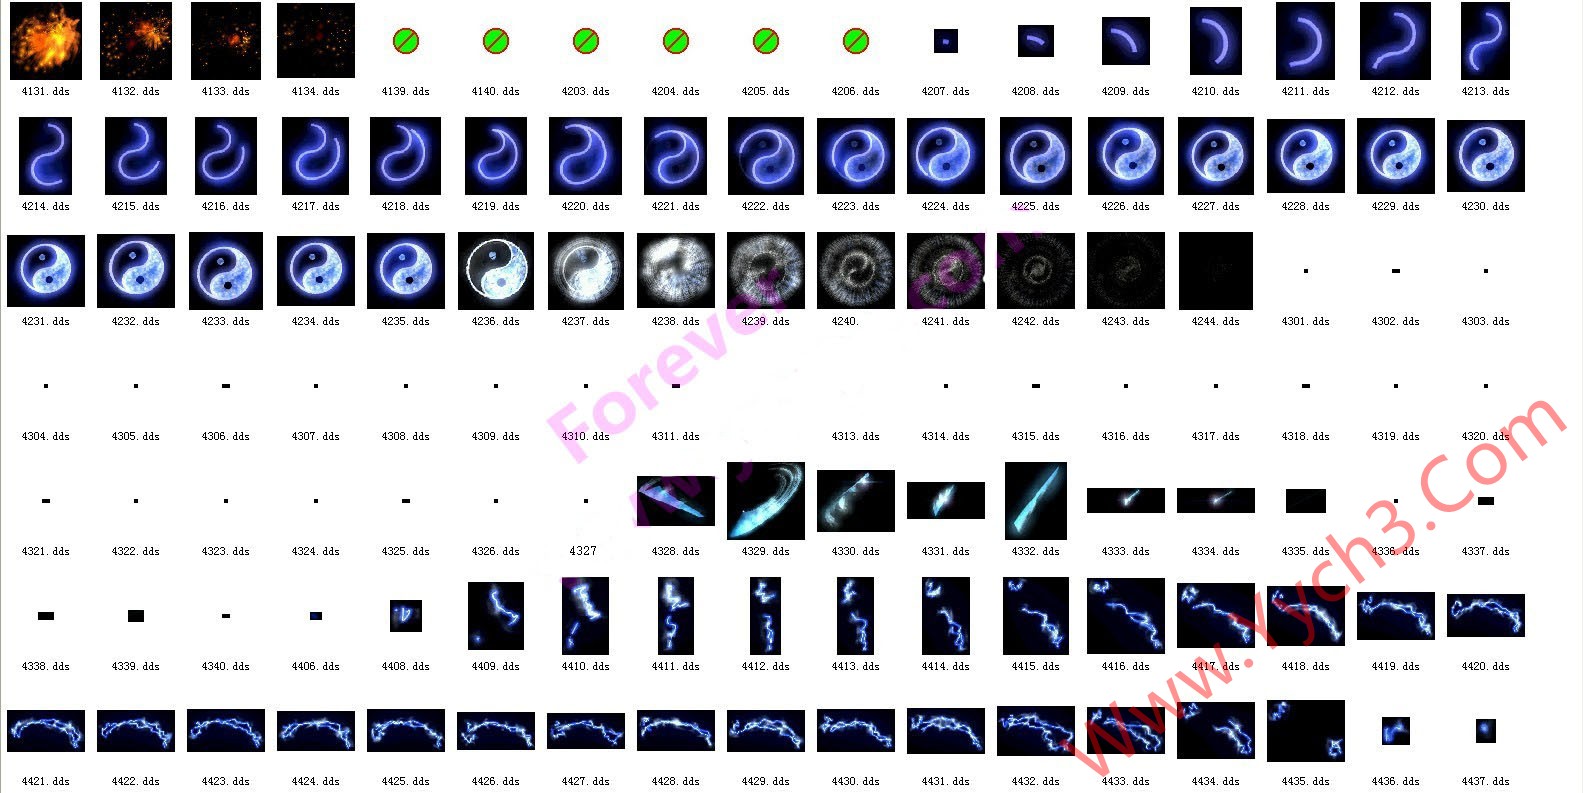 4131. dds 4132. dds 4133. dds 4134. dds 4139. dds 4140. dds 4203. dds 4204. dds 4205. dds 4206. dds 4207. dds 4208. dds 4209. dds 4210. dds 4211. dds 4212. dds 4213. dds
4214. dds 4215. dds 4216. dds 4217. dds 4218. dds 4219. dds 4220. dds 4221. dds 4222. dds 4223. dds 4224. dds 4225. dds 4226. dds 4227. dds 4228. dds 4229. dds 4230. dds
4231. dds 4232. dds 4233. dds 4234. dds 4235. dds 4236. dds 4237. dds 4238. dds 4239. dds 4240. 4241. dds 4242. dds 4243. dds 4244. dds 4301. dds 4302. dds 4303. dds
4304. dds 4305. dds 4306. dds 4307. dds 4308. dds 4309. dds 4310. dds 4311. dds 4313. dds 4314. dds 4315. dds 4316. dds 4317. dds 4318. dds 4319. dds 4320. dds
4321. dds 4322. dds 4323. dds 4324. dds 4325. dds 4326. dds 4327 4328. dds 4329. dds 4330. dds 4331. dds 4332. dds 4333. dds 4334. dds 4335. dds 4336. dds 4337. dds
4338. dds 4339. dds 4340. dds 4406. dds 4408. dds 4409. dds 4410. dds 4411. dds 4412. dds 4413. dds 4414. dds 4415. dds 4416. dds 4417. dds 4418. dds 4419. dds 4420. dds
4421. dds 4422. dds 4423. dds 4424. dds 4425. dds 4426. dds 4427. dds 4428. dds 4429. dds 4430. dds 4431. dds 4432. dds 4433. dds 4434. dds 4435. dds 4436. dds 4437. dds
Forever
Www.Yych3.Com